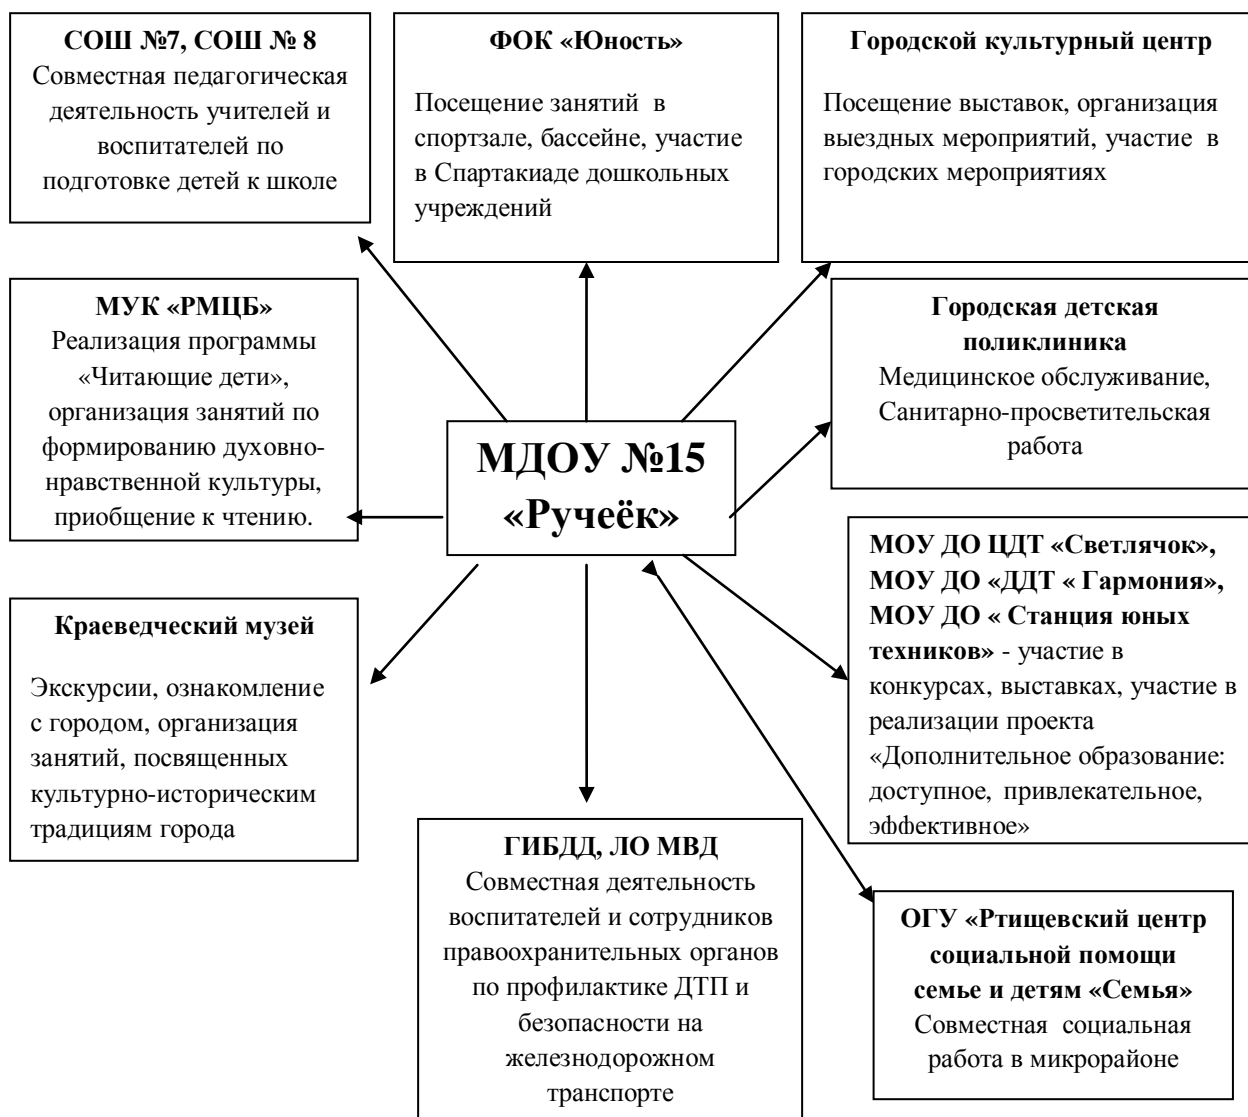 СОШ №7, СОШ № 8
Совместная педагогическая
деятельность учителей и
воспитателей по
подготовке детей к школе
ФОК «Юность»
Посещение занятий в
спортзале, бассейне, участие
в Спартакиаде дошкольных
учреждений
Городской культурный центр
Посещение выставок, организация
выездных мероприятий, участие в
городских мероприятиях
МУК «РМЦБ»
Реализация программы
«Читающие дети»,
организация занятий по
формированию духовно-
нравственной культуры,
приобщение к чтению.
Городская детская
поликлиника
Медицинское обслуживание,
Санитарно-просветительская
работа
МДОУ №15
«Ручеёк»
МОУ ДО ЦДТ «Светлячок»,
МОУ ДО «ДДТ « Гармония»,
МОУ ДО « Станция юных
техников» - участие в
конкурсах, выставках, участие в
реализации проекта
«Дополнительное образование:
доступное, привлекательное,
эффективное»
Краеведческий музей
Экскурсии, ознакомление
с городом, организация
занятий, посвященных
культурно-историческим
традициям города
ГИБДД, ЛО МВД
Совместная деятельность
воспитателей и сотрудников
правоохранительных органов
по профилактике ДТП и
безопасности на
железнодорожном
транспорте
ОГУ «Ртищевский центр
социальной помощи
семье и детям «Семья»
Совместная социальная
работа в микрорайоне